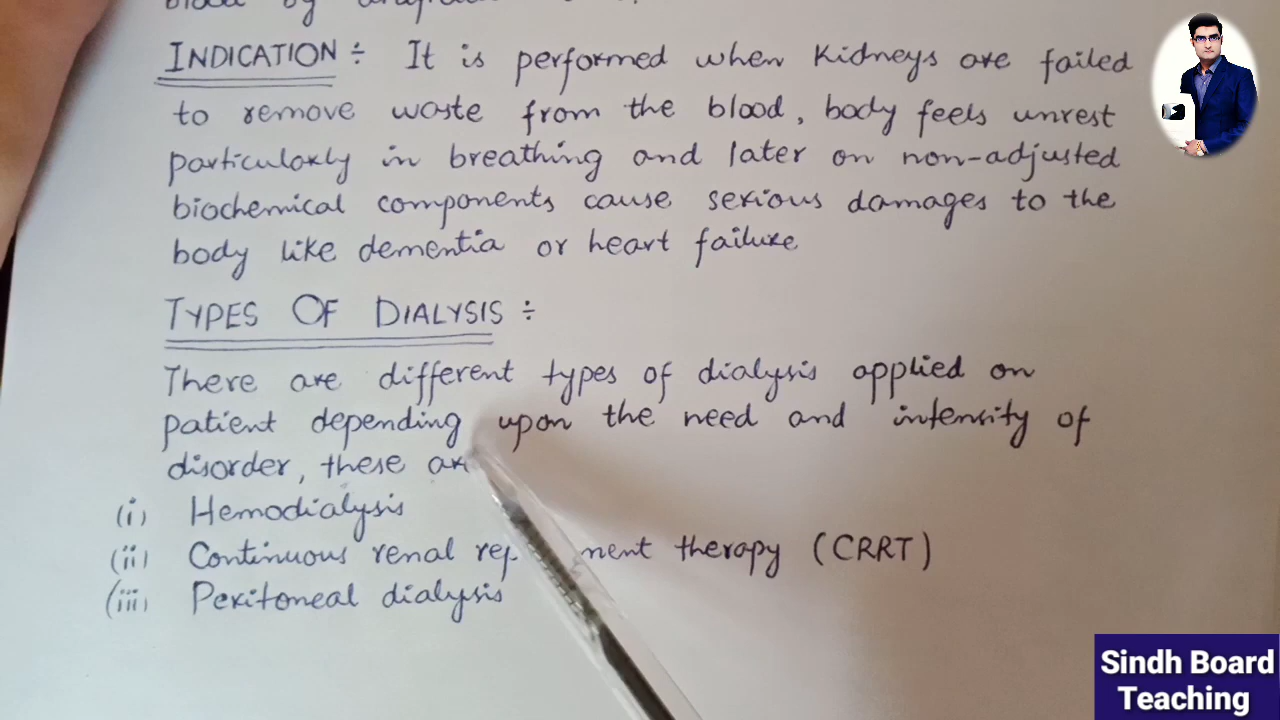 INDICATION ÷ It is performed when kidneys are failed
to remove waste from the blood, body feels unrest
particularly in breathing and later on non-adjusted
biochemical components cause serious damages to the
body like dementia or heart failure
TYPES OF DIALYSIS ÷
There are different types of dialysis applied on
patient depending upon the need and intensity of
disorder, these are
(i) Hemodialysis
(ii) Continuous renal therapy (CRRT)
(iii) Peritoneal dialysis
Sindh Board
Teaching